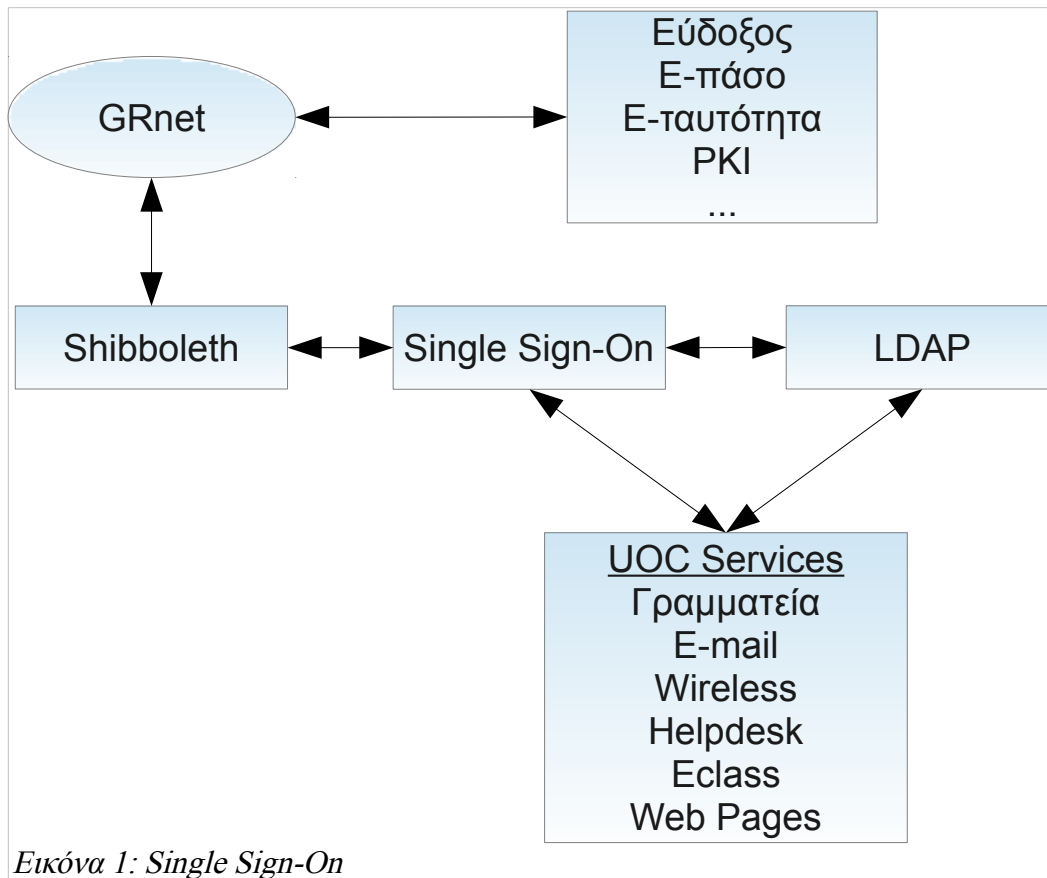 GRnet
Εύδοξος
Ε-πάσο
Ε-ταυτότητα
PKI
...
Shibboleth
Single Sign-On
LDAP
UOC Services
Γραμματεία
E-mail
Wireless
Helpdesk
Eclass
Web Pages
Εικόνα 1: Single Sign-On